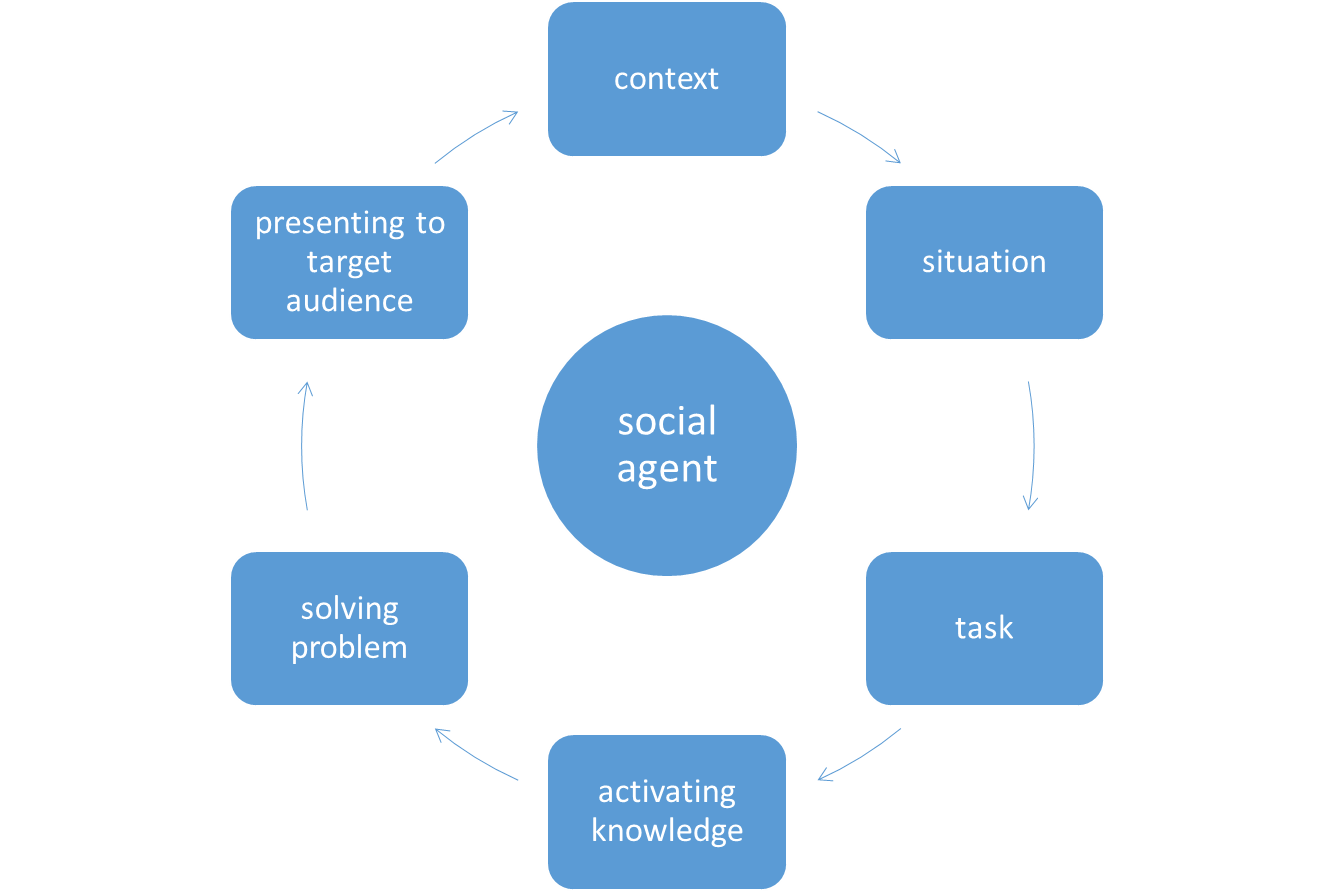 context
situation
task
activating
knowledge
solving
problem
presenting to
target
audience
social
agent